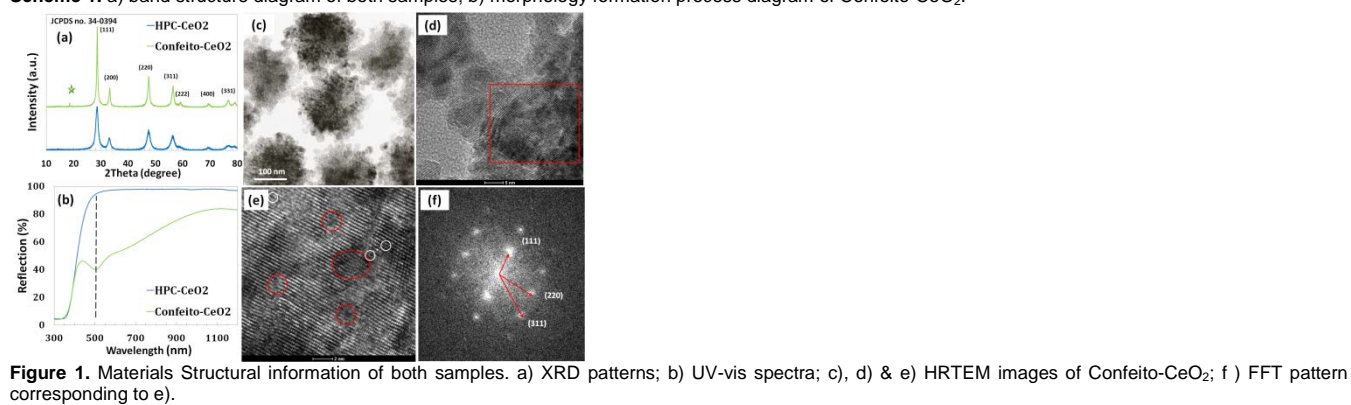 Scheme 1. a) band structure diagram of both samples; b) morphology formation process diagram of Confeito-CeO2.
JCPDS no. 34-0394
(a)
[111]
HPC-CeO2
Confeito-CeO2
(200)
(220)
(311)
(222)
(400)
(331)
Intensity (a.u.)
10 20 30 40 50 60 70 80
2Theta (degree)
(c)
100 nm
(d)
5 nm
(b)
100
80
60
40
20
0
Reflection (%)
HPC-CeO2
Confeito-CeO2
300 500 700 900 1100
Wavelength (nm)
(e)
2 nm
(f)
(111)
(220)
(311)
Figure 1. Materials Structural information of both samples. a) XRD patterns; b) UV-vis spectra; c), d) & e) HRTEM images of Confeito-CeO2; f ) FFT pattern
corresponding to e).